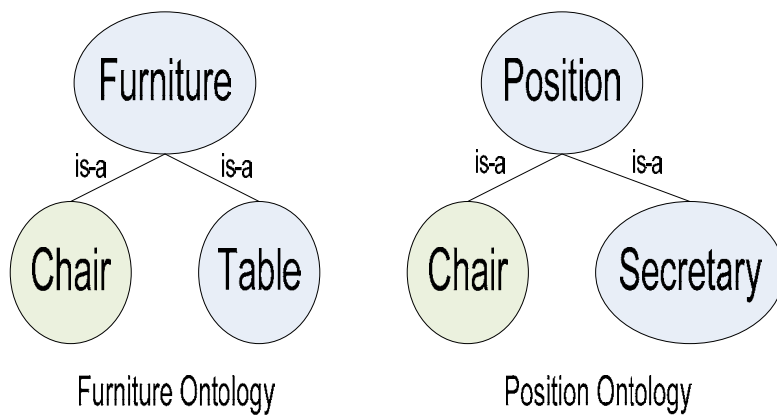 Furniture
Position
is-a
is-a
is-a
is-a
Chair
Table
Chair
Secretary
Furniture Ontology
Position Ontology